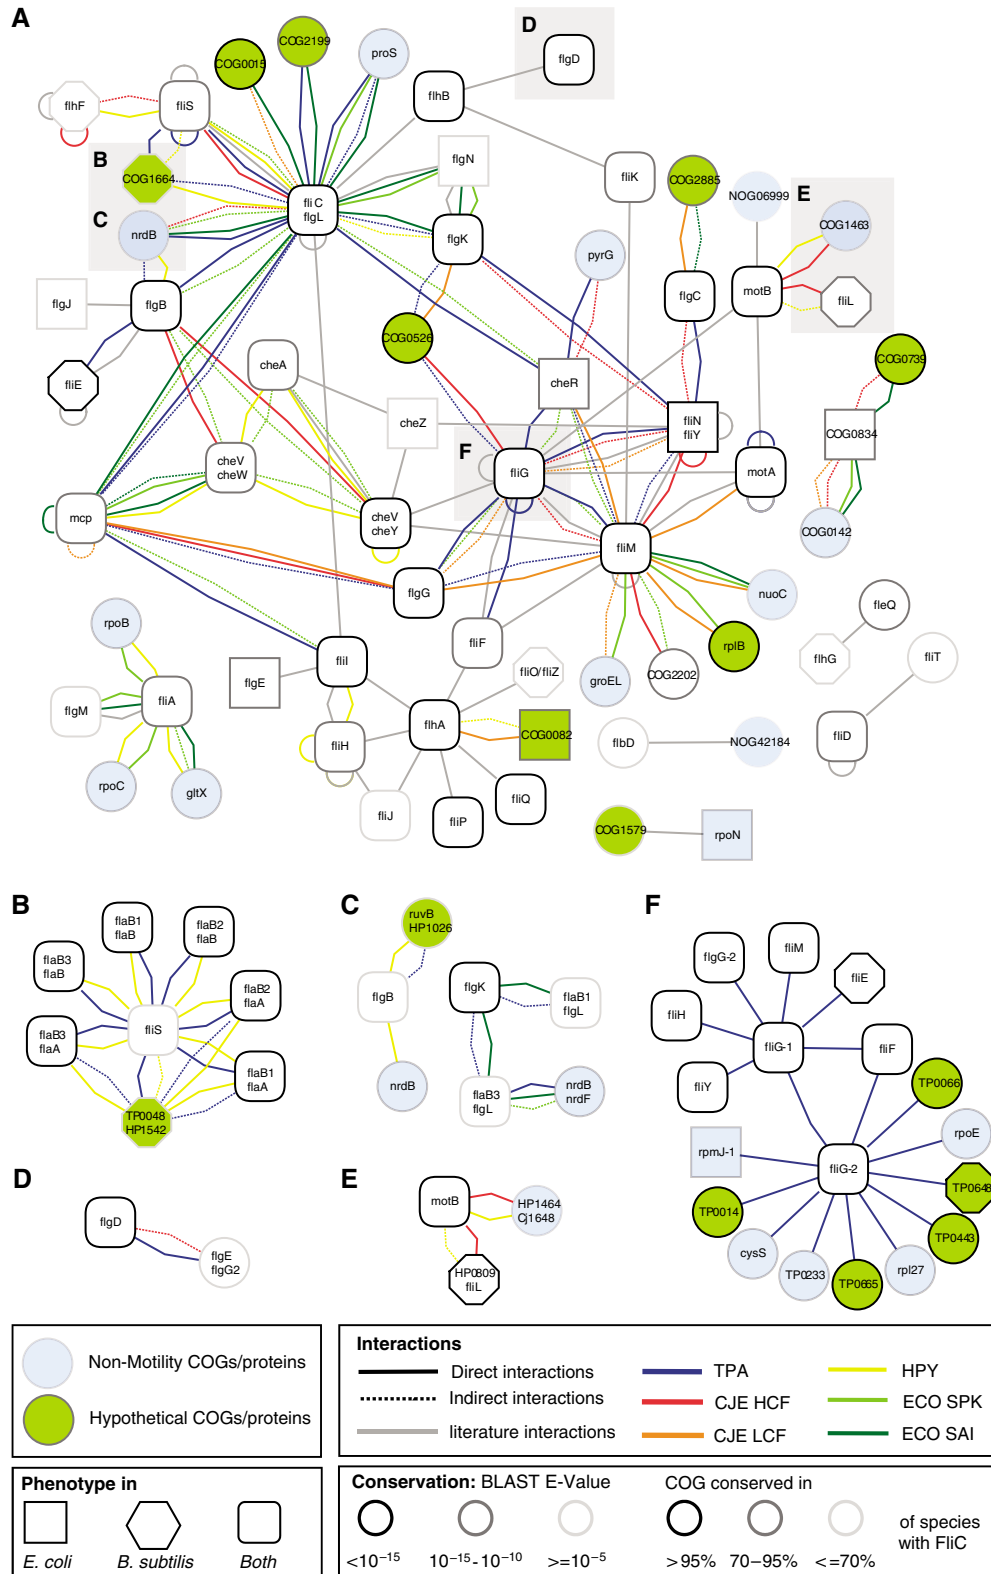 A
D
COG2199
proS
flgD
COG0015
flhB
flhF
fliS
B
flgN
COG1664
fliK
COG2885
NOG06999
E
fliC
flgL
C
COG1463
nrdB
flgK
pyrG
flgJ
flgB
flgC
motB
fliL
COG0526
COG0739
cheA
cheR
fliE
cheZ
fliN
fliY
COG0834
F
cheV
cheW
fliG
motA
mcp
cheV
cheY
COG0142
fliM
flgG
nuoC
fleQ
rpoB
fliF
rplB
flhG
fliT
fliI
flgE
fliO/fliZ
groEL
COG2202
flgM
fliA
flhA
COG0082
flbD
NOG42184
fliD
fliH
rpoC
gltX
fliQ
fliJ
fliP
COG1579
rpoN
B
flaB1
flaB
flaB2
flaB
flaB3
flaB
flaB2
flaA
fliS
flaB3
flaA
flaB1
flaA
TP0048
HP1542
C
ruvB
HP1026
flgB
flgK
flaB1
flgL
nrdB
flaB3
flgL
nrdB
nrdF
F
fliM
flgG-2
fliE
fliH
fliG-1
fliF
fliY
TP0066
rpoE
rpmJ-1
fliG-2
TP0648
TP0014
TP0443
cysS
rpl27
TP0233
TP0665
D
flgD
flgE
flgG2
E
motB
HP1464
Cj1648
HP0809
fliL
Non-Motility COGs/proteins
Hypothetical COGs/proteins
Interactions
Direct interactions
Indirect interactions
literature interactions
TPA
CJE HCF
CJE LCF
HPY
ECO SPK
ECO SAI
Phenotype in
E. coli
B. subtilis
Both
Conservation: BLAST E-Value
<10⁻¹⁵
10⁻¹⁵-10⁻¹⁰
>=10⁻⁵
COG conserved in
>95%
70–95%
<=70%
of species
with FliC